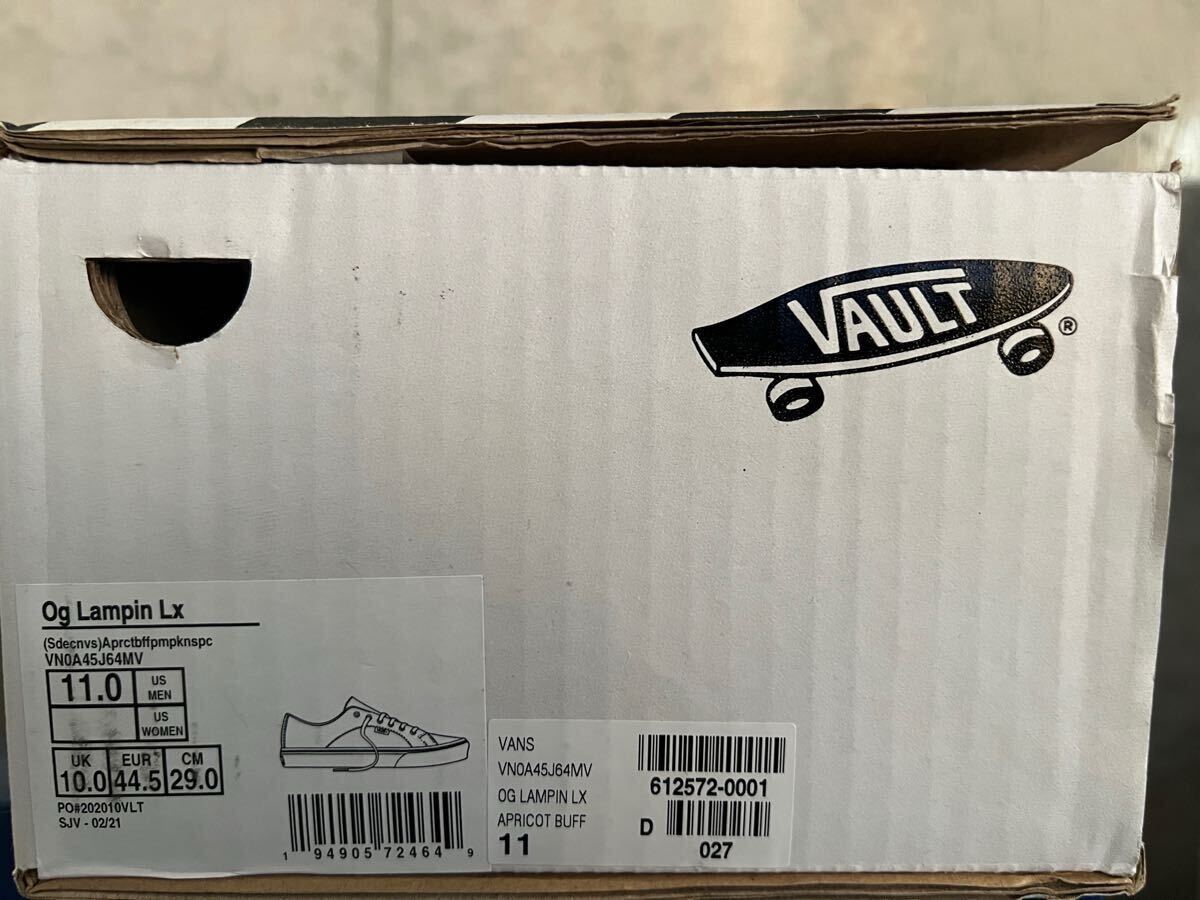 VAULT
®
Og Lampin Lx
(Sdecnvs)Aprctbffpmpknspc
VN0A45J64MV
11.0 US MEN
US WOMEN
UK EUR CM
10.0 44.5 29.0
PO#202010VLT
SJV - 02/21
1 94905 72464 9
VANS
VN0A45J64MV
OG LAMPIN LX
APRICOT BUFF
11
612572-0001
D
027